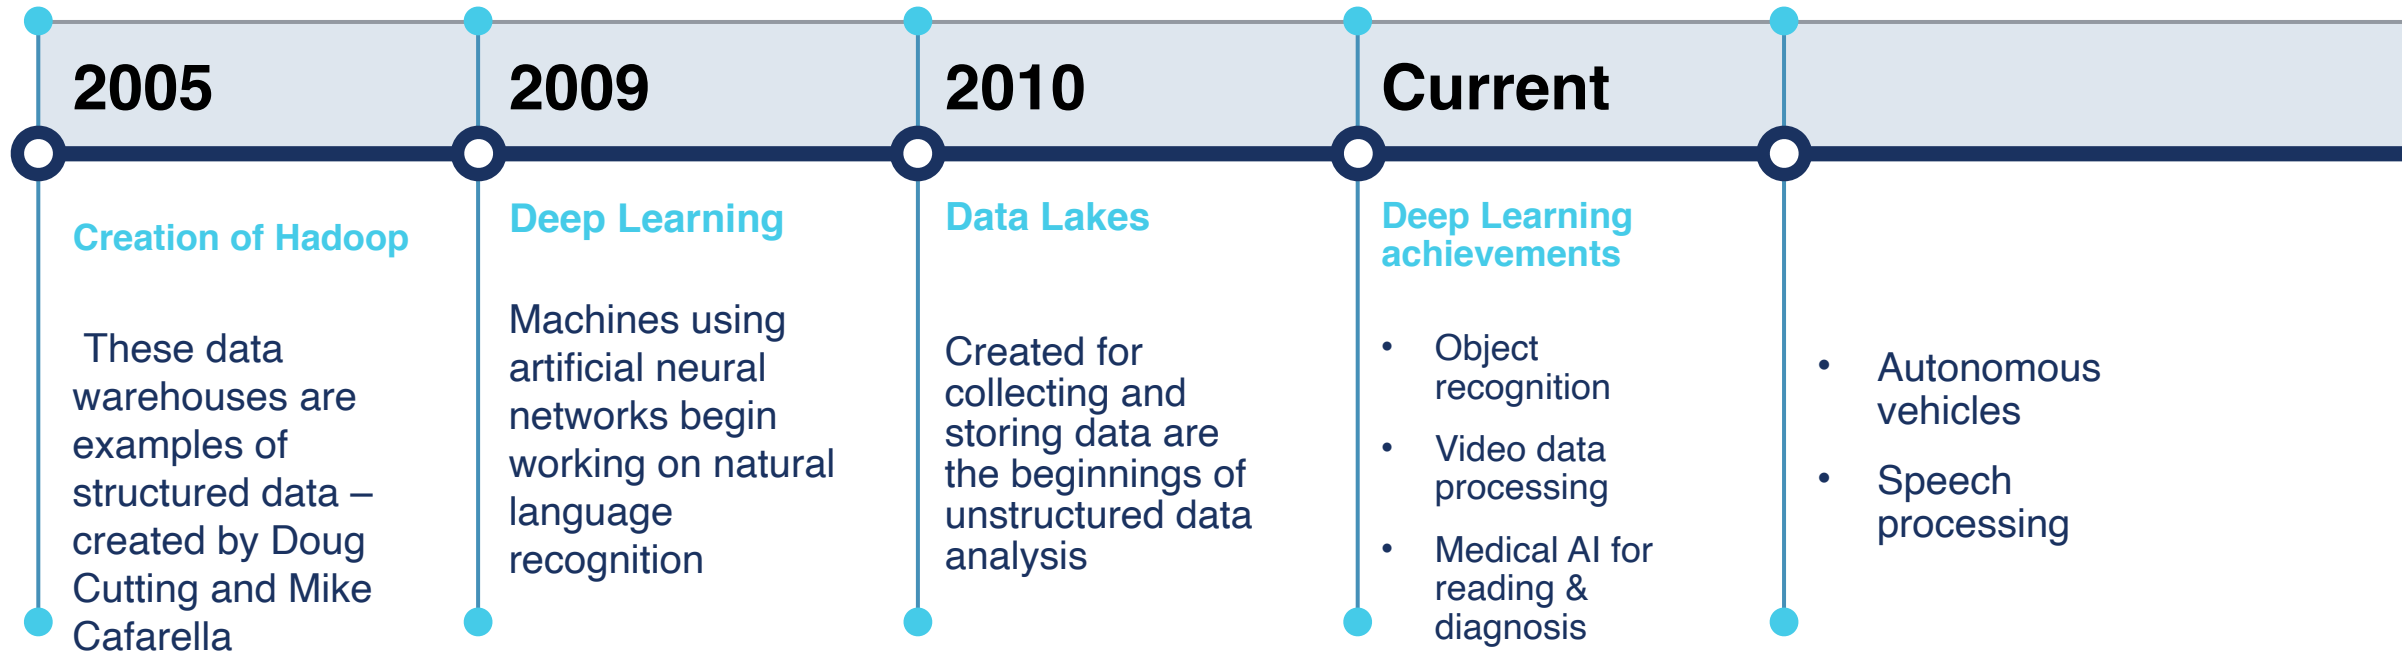 2005
Creation of Hadoop
These data
warehouses are
examples of
structured data –
created by Doug
Cutting and Mike
Cafarella
2009
Deep Learning
Machines using
artificial neural
networks begin
working on natural
language
recognition
2010
Data Lakes
Created for
collecting and
storing data are
the beginnings of
unstructured data
analysis
Current
Deep Learning
achievements
• Object
recognition
• Video data
processing
• Medical AI for
reading &
diagnosis
• Autonomous
vehicles
• Speech
processing